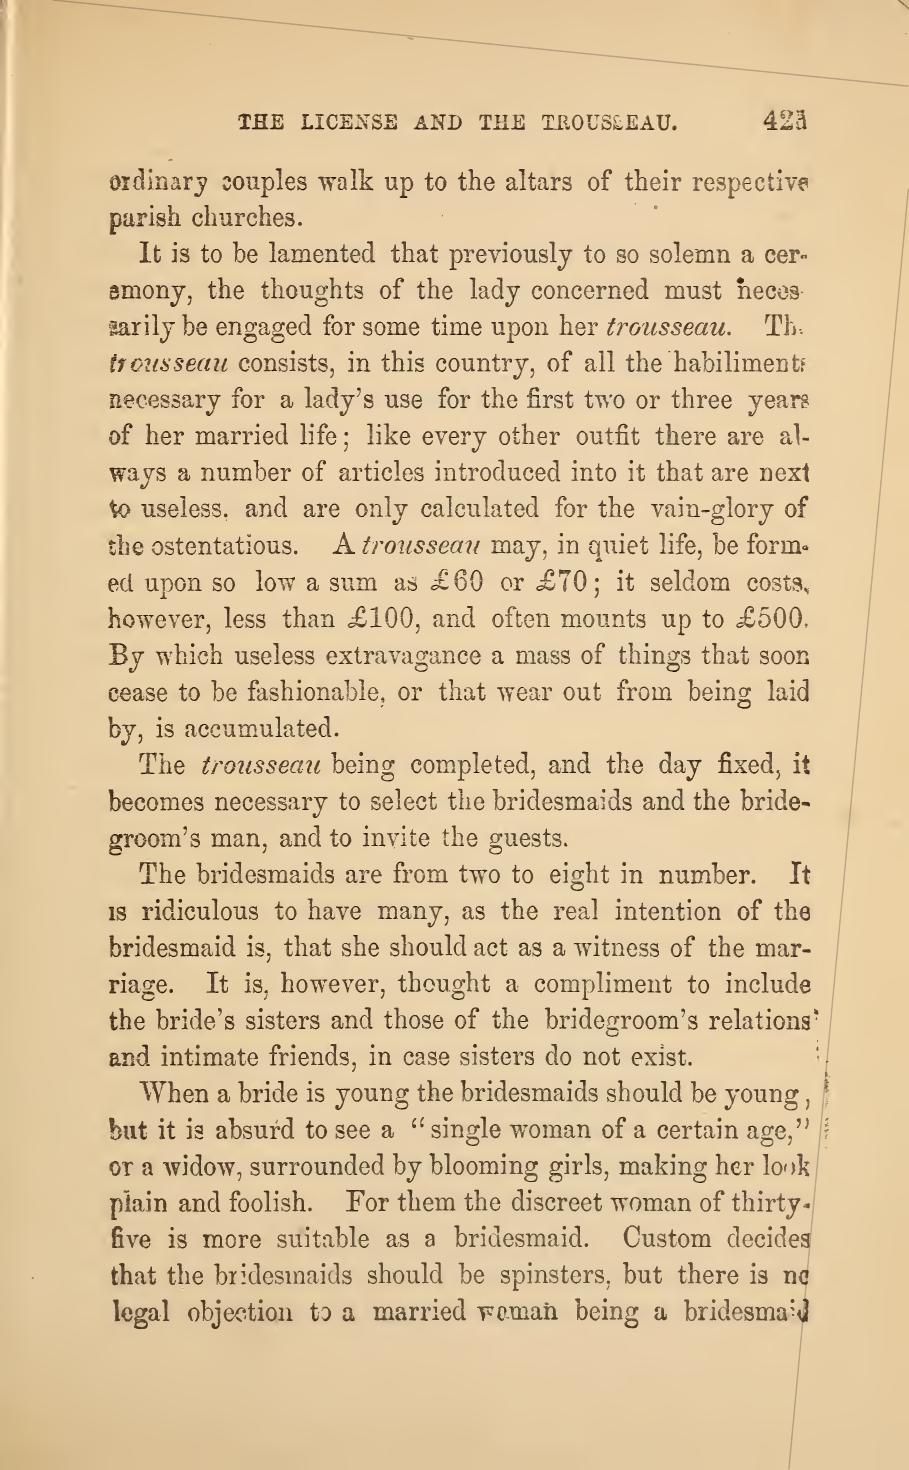 THE LICENSE AND THE TROUSSEAU. 423
ordinary couples walk up to the altars of their respective
parish churches.
It is to be lamented that previously to so solemn a cer-
emony, the thoughts of the lady concerned must neces-
sarily be engaged for some time upon her trousseau. The
trousseau consists, in this country, of all the habiliments
necessary for a lady's use for the first two or three years
of her married life; like every other outfit there are al-
ways a number of articles introduced into it that are next
to useless, and are only calculated for the vain-glory of
the ostentatious. A trousseau may, in quiet life, be form-
ed upon so low a sum as £60 or £70; it seldom costs,
however, less than £100, and often mounts up to £500.
By which useless extravagance a mass of things that soon
cease to be fashionable, or that wear out from being laid
by, is accumulated.
The trousseau being completed, and the day fixed, it
becomes necessary to select the bridesmaids and the bride-
groom's man, and to invite the guests.
The bridesmaids are from two to eight in number. It
is ridiculous to have many, as the real intention of the
bridesmaid is, that she should act as a witness of the mar-
riage. It is, however, thought a compliment to include
the bride's sisters and those of the bridegroom's relations'
and intimate friends, in case sisters do not exist.
When a bride is young the bridesmaids should be young,
but it is absurd to see a "single woman of a certain age,"
or a widow, surrounded by blooming girls, making her look
plain and foolish. For them the discreet woman of thirty-
five is more suitable as a bridesmaid. Custom decides
that the bridesmaids should be spinsters, but there is no
legal objection to a married woman being a bridesmaid